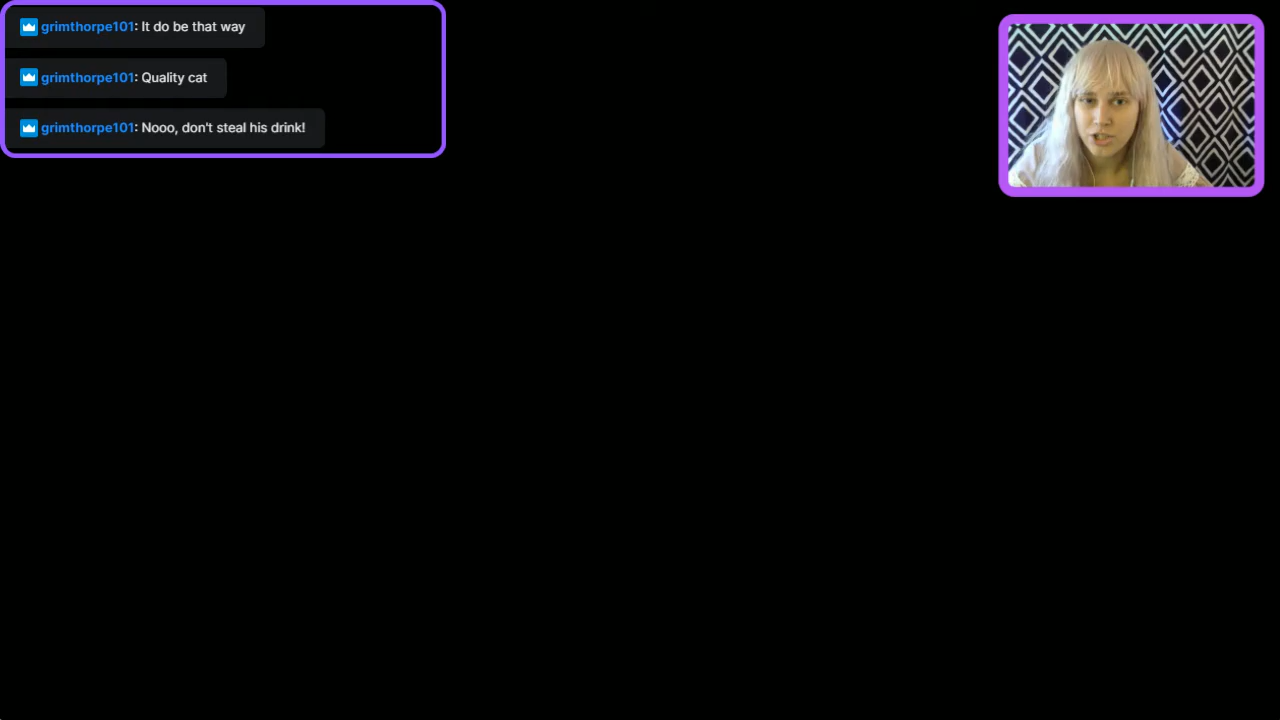 grimthorpe101: It do be that way
grimthorpe101: Quality cat
grimthorpe101: Nooo, don't steal his drink!